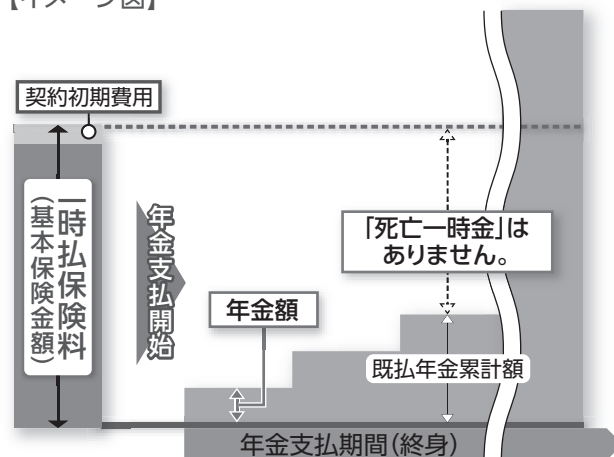 【イメージ図】
契約初期費用
一時払保険料
(基本保険金額)
年金支払開始
年金額
「死亡一時金」は
ありません。
既払年金累計額
年金支払期間(終身)